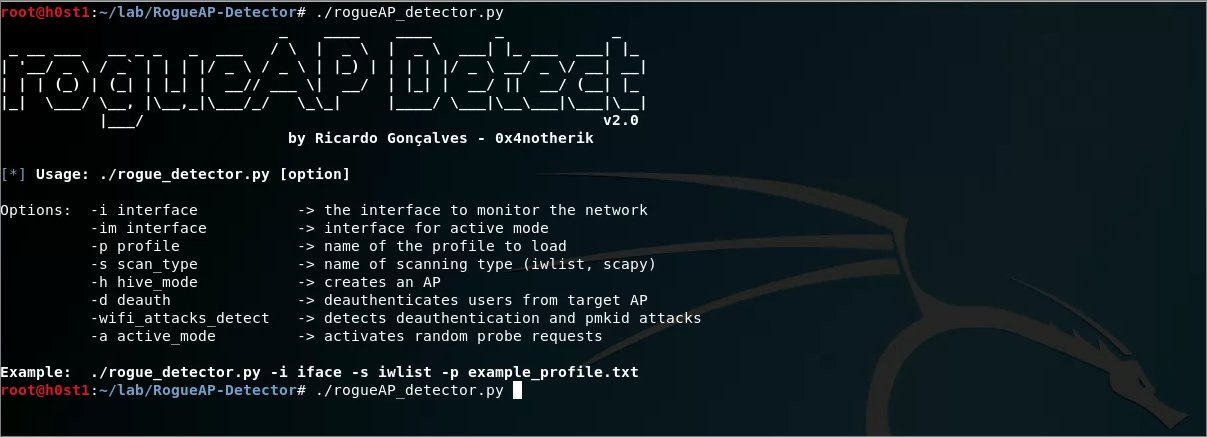 root@h0st1:~/lab/RogueAP-Detector# ./rogueAP_detector.py
rogueAP Detect
v2.0
by Ricardo Gonçalves - 0x4notherik
[*] Usage: ./rogue_detector.py [option]
Options:  -i interface           -> the interface to monitor the network
-im interface          -> interface for active mode
-p profile             -> name of the profile to load
-s scan_type           -> name of scanning type (iwlist, scapy)
-h hive_mode           -> creates an AP
-d deauth              -> deauthenticates users from target AP
-wifi_attacks_detect   -> detects deauthentication and pmkid attacks
-a active_mode         -> activates random probe requests
Example:  ./rogue_detector.py -i iface -s iwlist -p example_profile.txt
root@h0st1:~/lab/RogueAP-Detector# ./rogueAP_detector.py